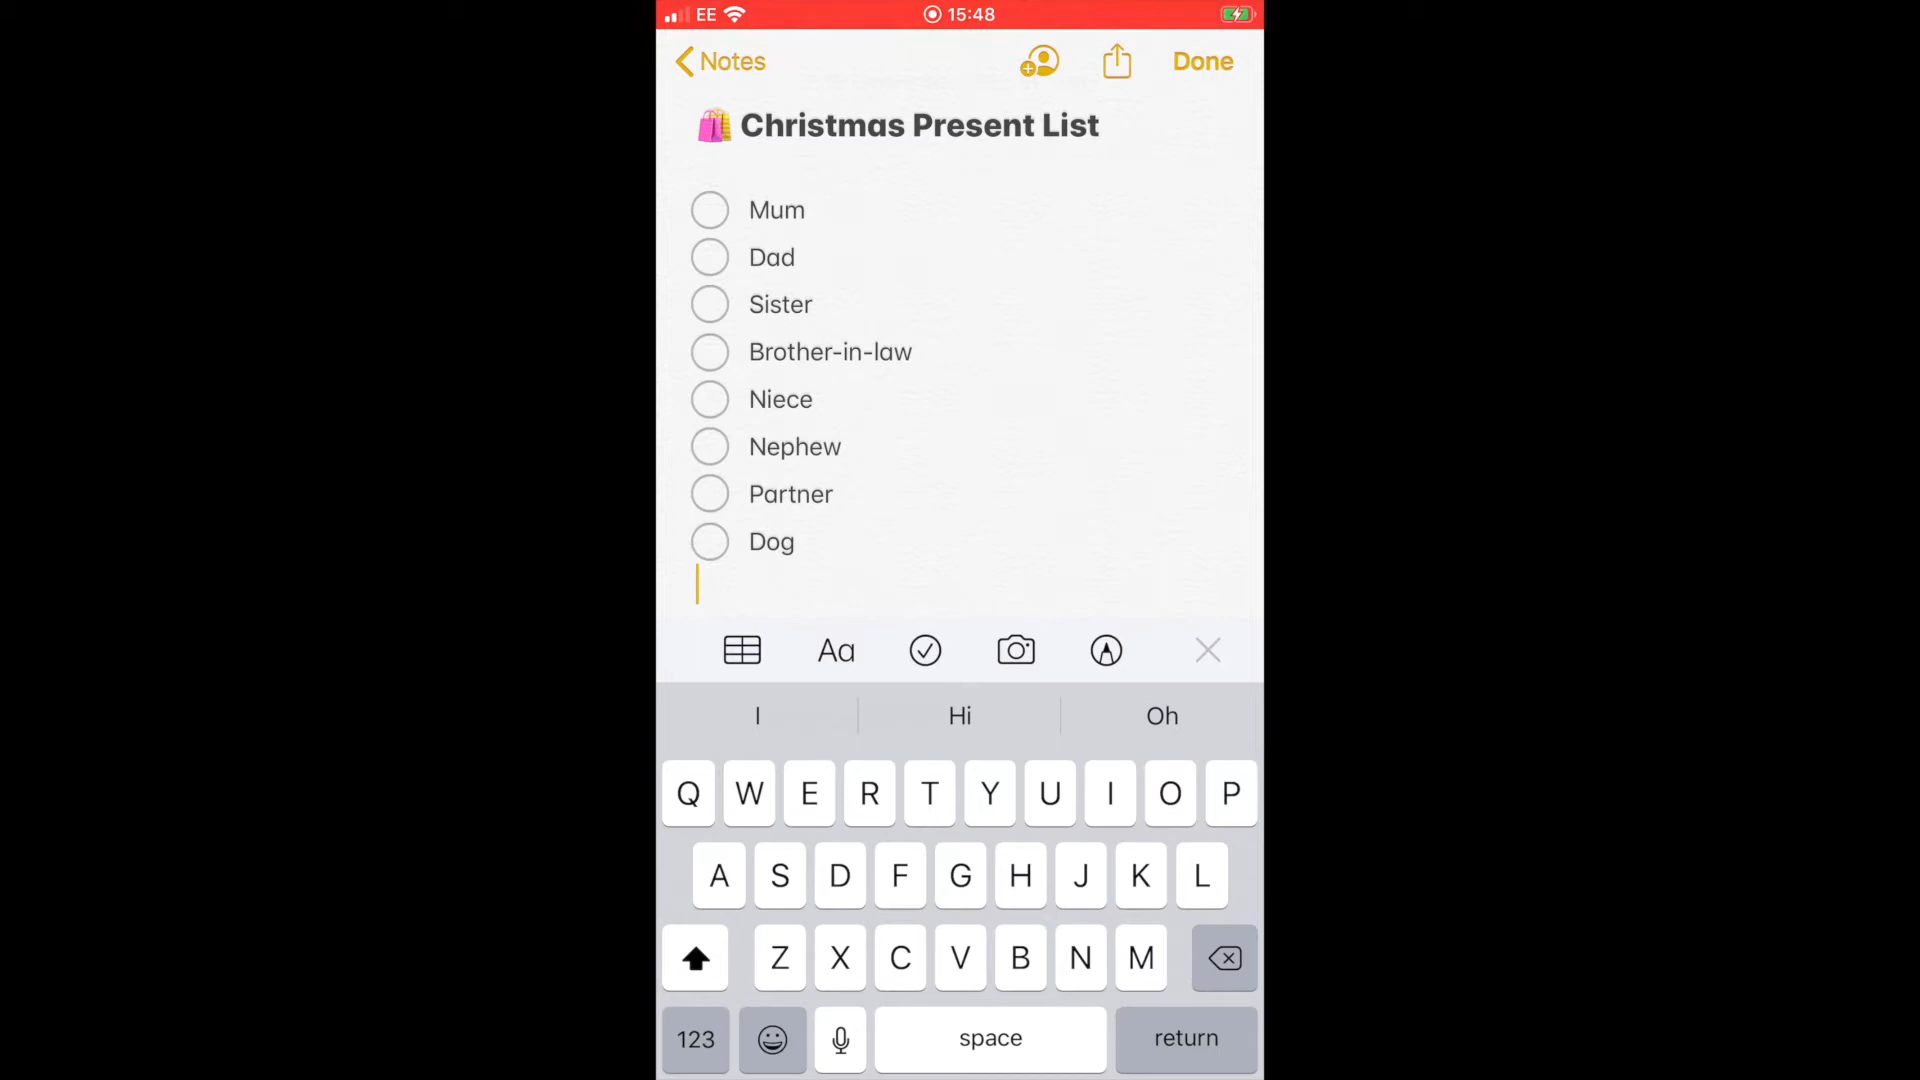 EE 15:48
Notes Done
🛍️ Christmas Present List
Mum
Dad
Sister
Brother-in-law
Niece
Nephew
Partner
Dog
Aa
I Hi Oh
Q W E R T Y U I O P
A S D F G H J K L
Z X C V B N M
123 space return